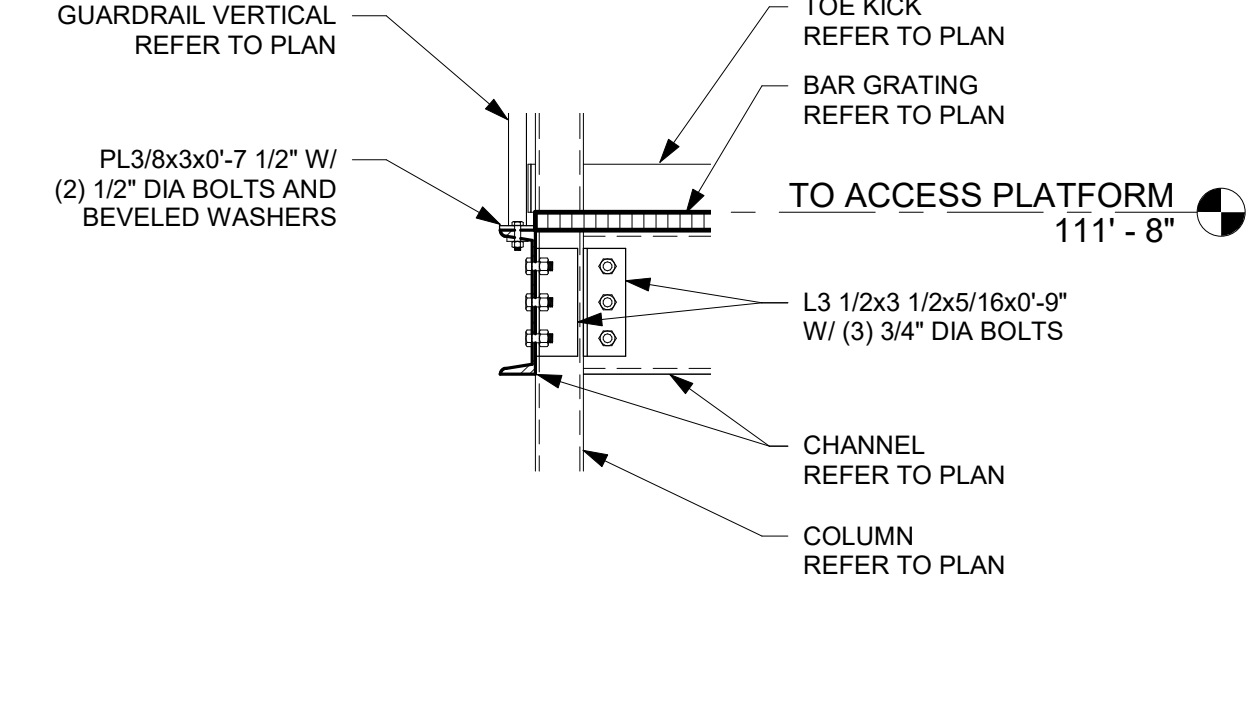 GUARDRAIL VERTICAL
REFER TO PLAN
PL3/8x3x0'-7 1/2" W/
(2) 1/2" DIA BOLTS AND
BEVELED WASHERS
TOE KICK
REFER TO PLAN
BAR GRATING
REFER TO PLAN
TO ACCESS PLATFORM
111' - 8"
L3 1/2x3 1/2x5/16x0'-9"
W/ (3) 3/4" DIA BOLTS
CHANNEL
REFER TO PLAN
COLUMN
REFER TO PLAN